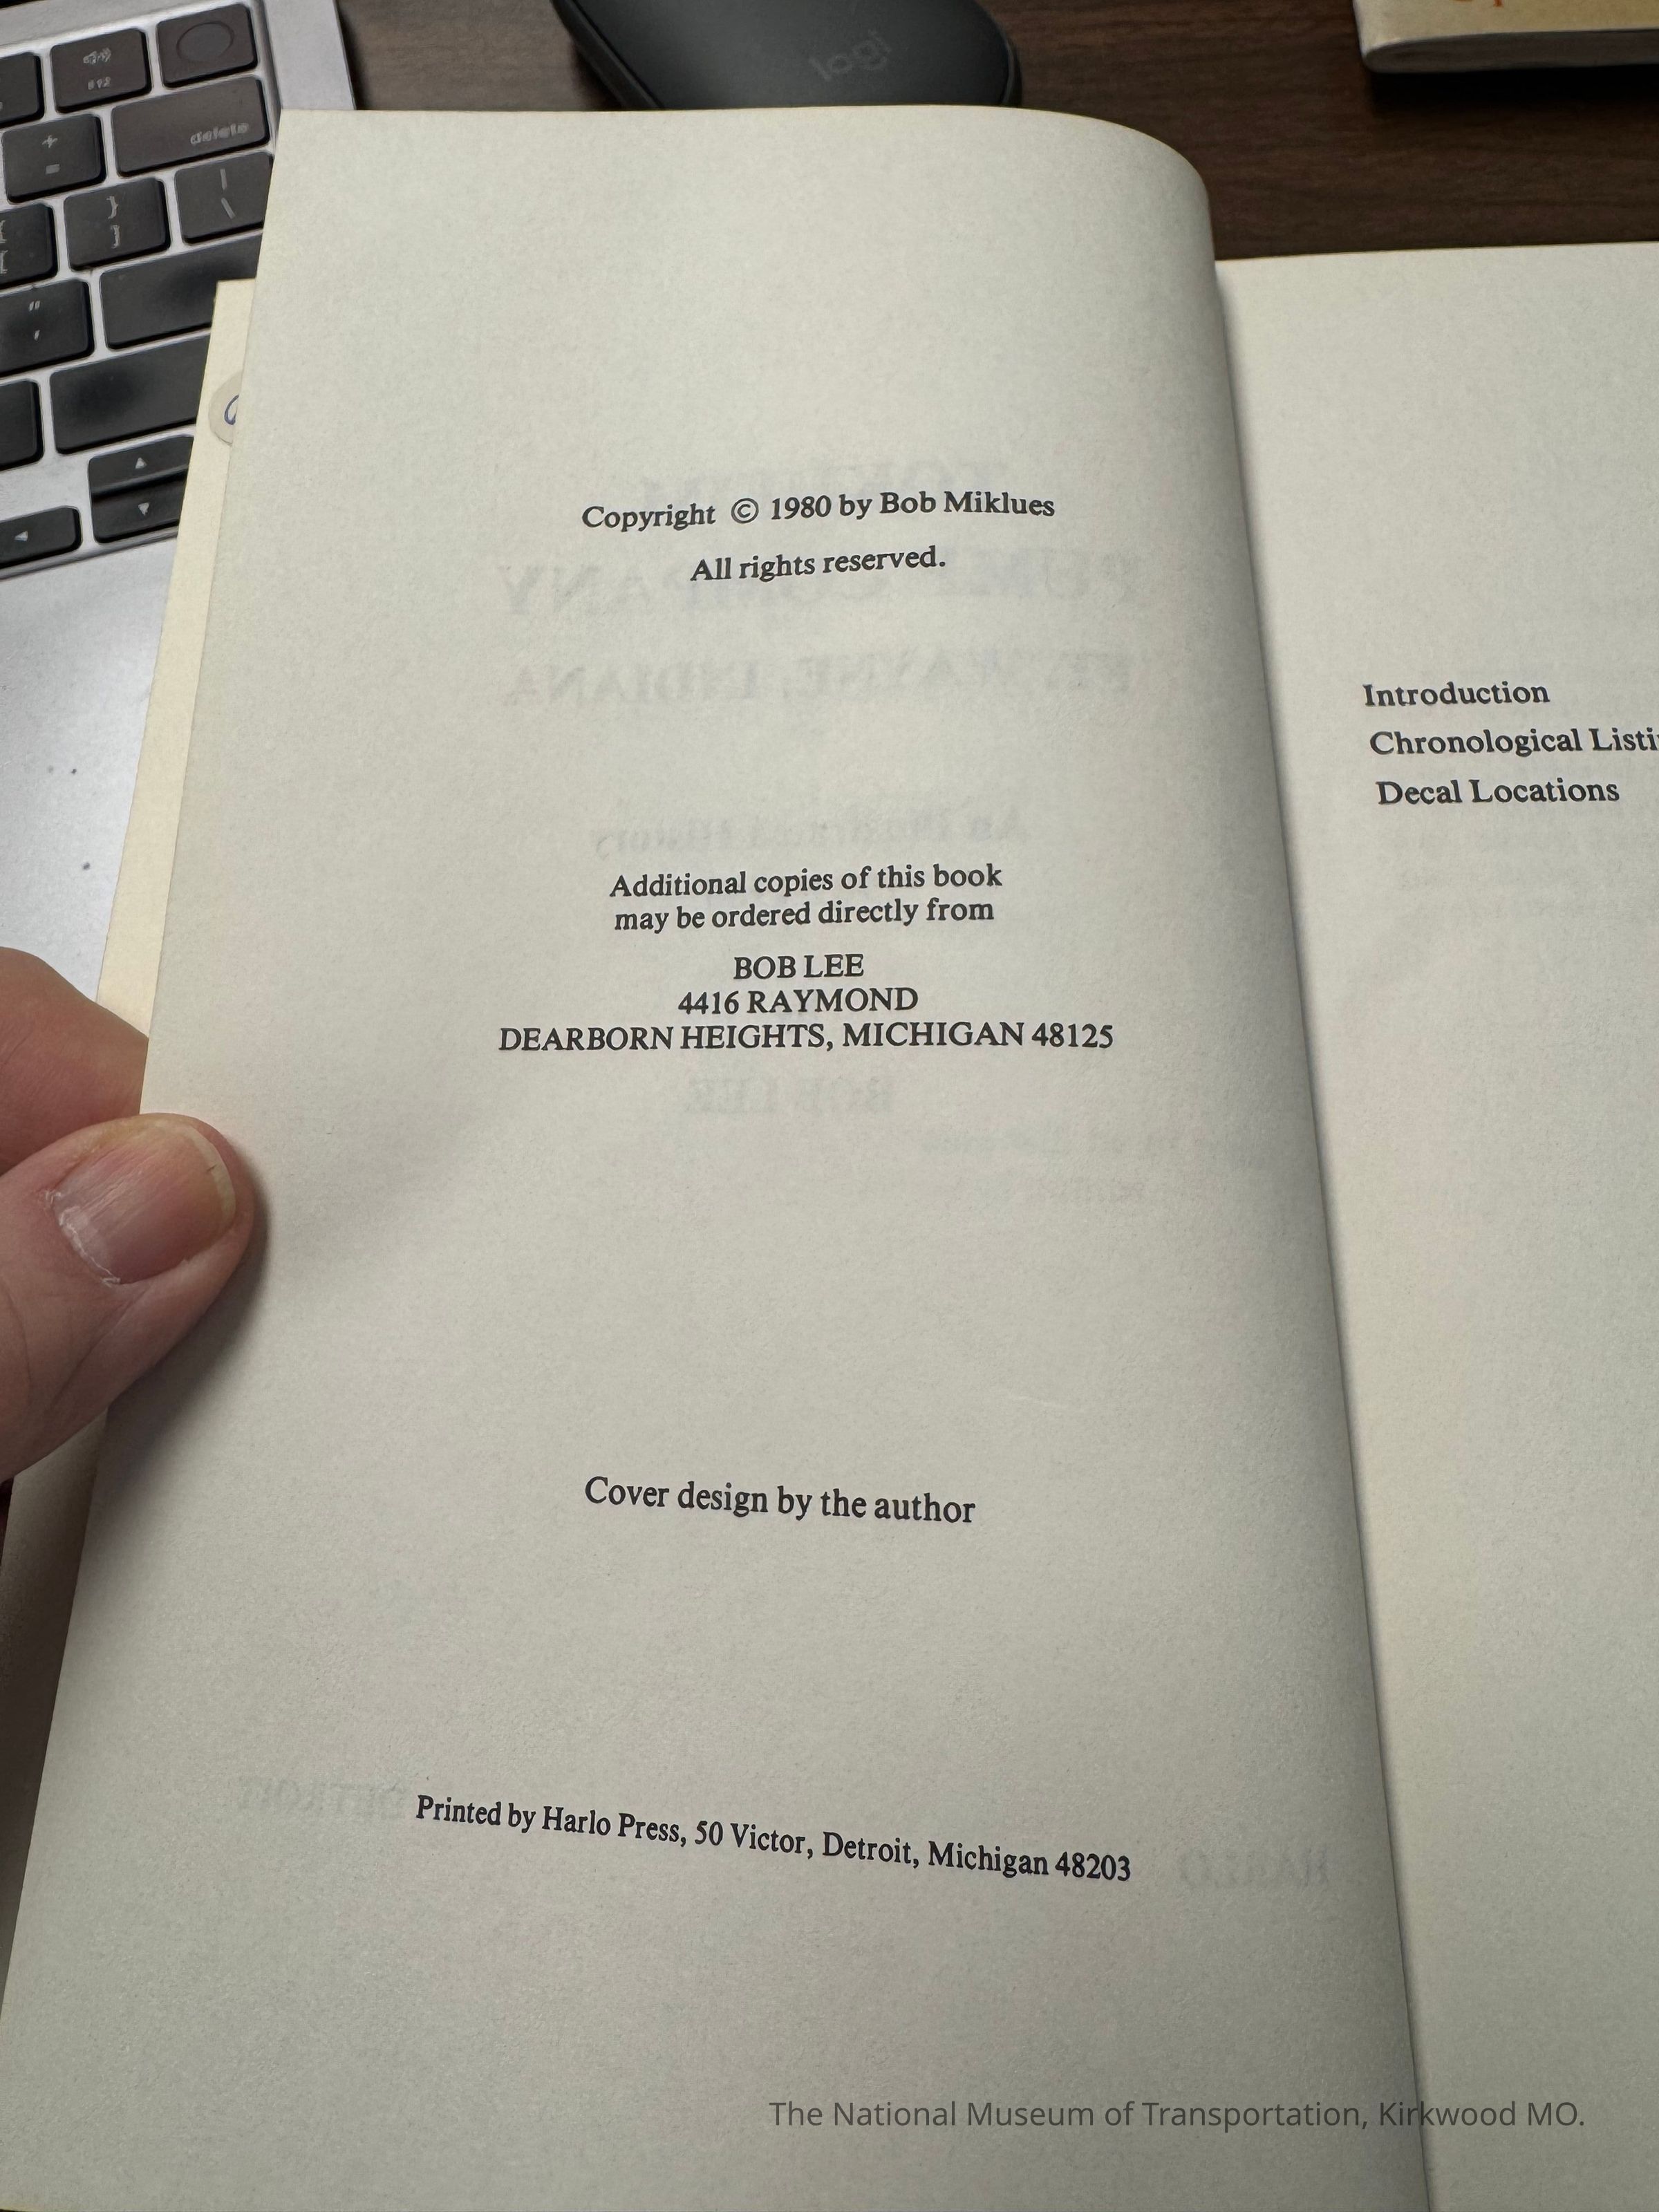 logi
delete
Copyright © 1980 by Bob Miklues
All rights reserved.
Additional copies of this book
may be ordered directly from
BOB LEE
4416 RAYMOND
DEARBORN HEIGHTS, MICHIGAN 48125
Cover design by the author
Printed by Harlo Press, 50 Victor, Detroit, Michigan 48203
Introduction
Chronological
Decal Locations
The National Museum of Transportation, Kirkwood MO.